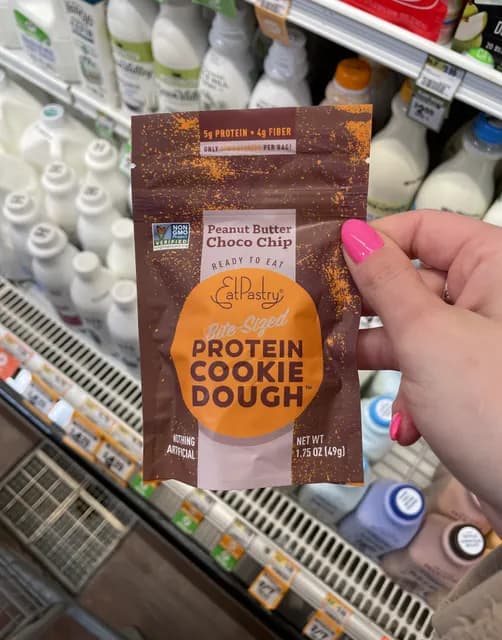 5g PROTEIN • 4g FIBER
ONLY
PER BAG!
NON
GMO
Project
VERIFIED
Peanut Butter
Choco Chip
READY TO EAT
EatPastry®
Bite-Sized
PROTEIN
COOKIE
DOUGH™
NOTHING
ARTIFICIAL
NET WT
1.75 OZ (49g)